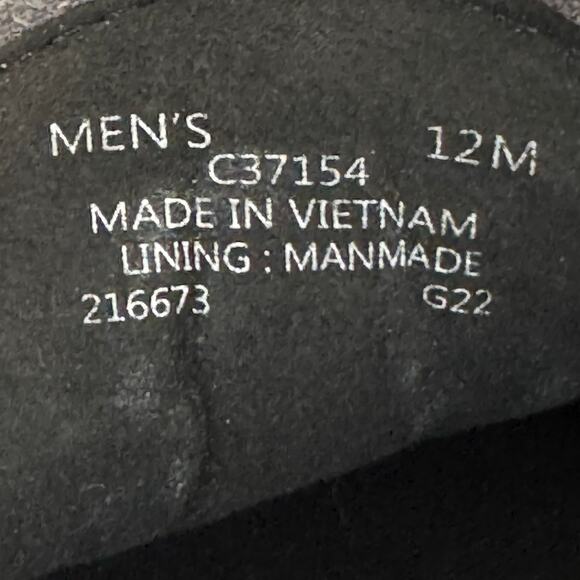 MEN'S 12M
C37154
MADE IN VIETNAM
LINING : MANMADE
216673 G22